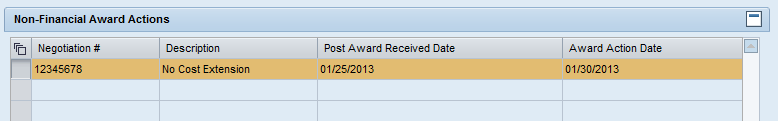 Non-Financial Award Actions
Negotiation # Description Post Award Received Date Award Action Date
12345678 No Cost Extension 01/25/2013 01/30/2013